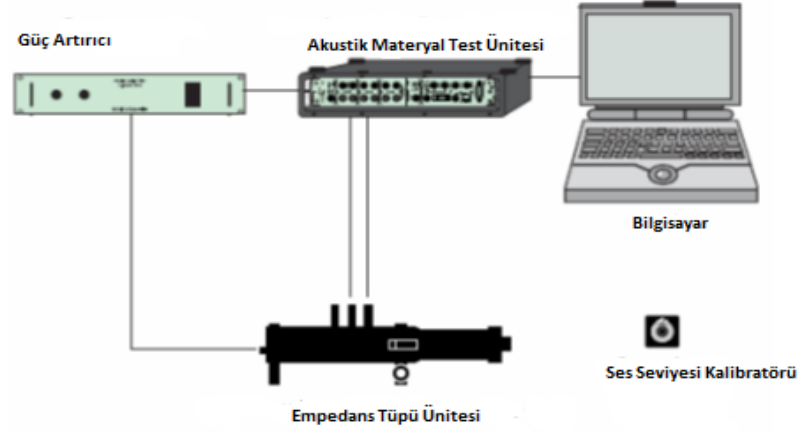 Güç Artırıcı
Akustik Materyal Test Ünitesi
Bilgisayar
Ses Seviyesi Kalibratörü
Empedans Tüpü Ünitesi